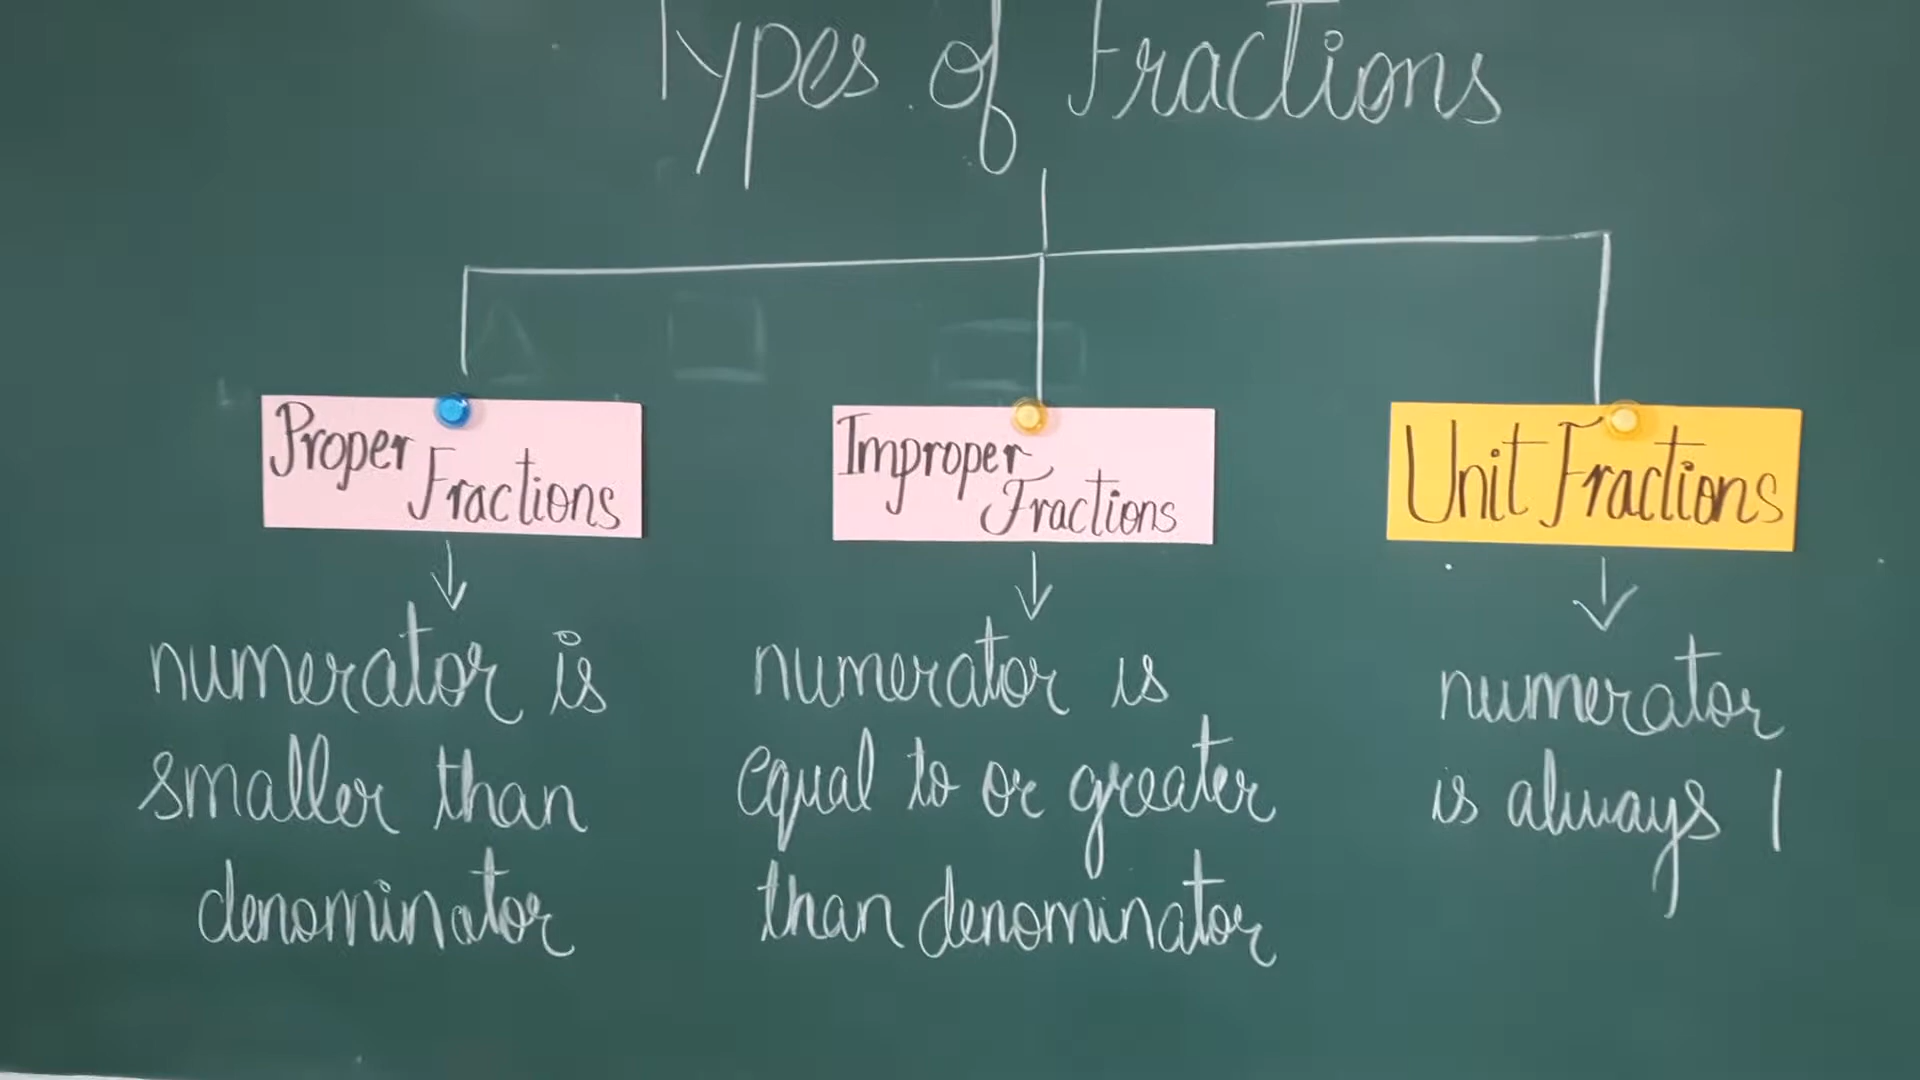 Types of Fractions
Proper
Fractions
Improper
Fractions
Unit Fractions
numerator is
smaller than
denominator
numerator is
equal to or greater
than denominator
numerator
is always 1